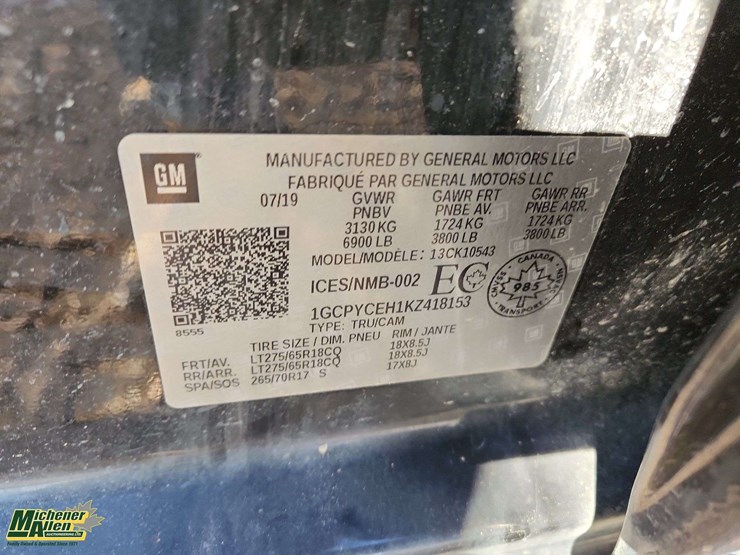 GM
MANUFACTURED BY GENERAL MOTORS LLC
FABRIQUÉ PAR GENERAL MOTORS LLC
07/19 GVWR GAWR FRT GAWR RR
PNBV PNBE AV. PNBE ARR.
3130 KG 1724 KG 1724 KG
6900 LB 3800 LB 3800 LB
MODEL/MODÈLE: 13CK10543
ICES/NMB-002 EC
CANADA
985
TRANSPORT
8555
1GCPYCEH1KZ418153
TYPE: TRU/CAM
TIRE SIZE / DIM. PNEU RIM / JANTE
FRT/AV. LT275/65R18CQ 18X8.5J
RR/ARR. LT275/65R18CQ 18X8.5J
SPA/SOS 265/70R17 S 17X8J
Michener
Allen
AUCTIONEERING LTD.